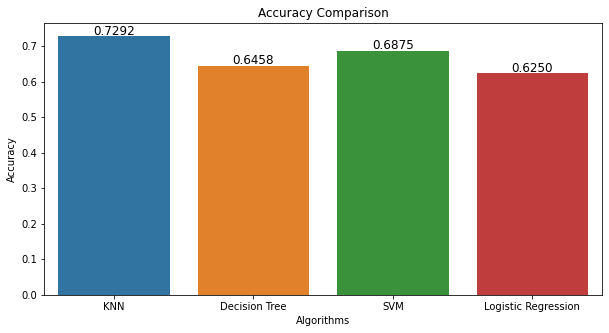 Accuracy Comparison
0.7292
0.6458
0.6875
0.6250
Accuracy
0.7
0.6
0.5
0.4
0.3
0.2
0.1
0.0
KNN
Decision Tree
SVM
Logistic Regression
Algorithms